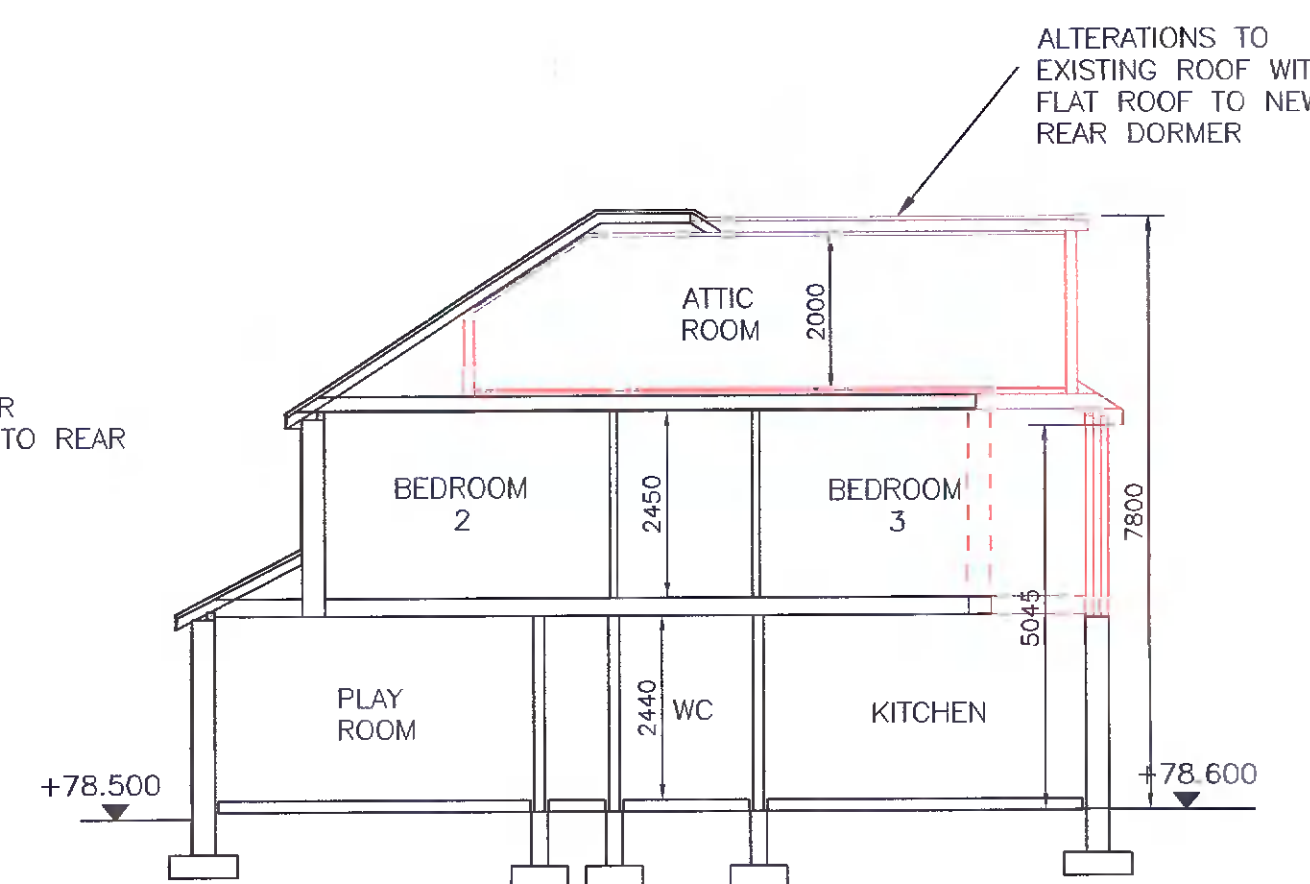 ALTERATIONS TO
EXISTING ROOF WIT
FLAT ROOF TO NEW
REAR DORMER
ATTIC
ROOM
2000
R
TO REAR
BEDROOM
2
2450
BEDROOM
3
7800
5045
PLAY
ROOM
2440
WC
KITCHEN
+78.500
+78.600